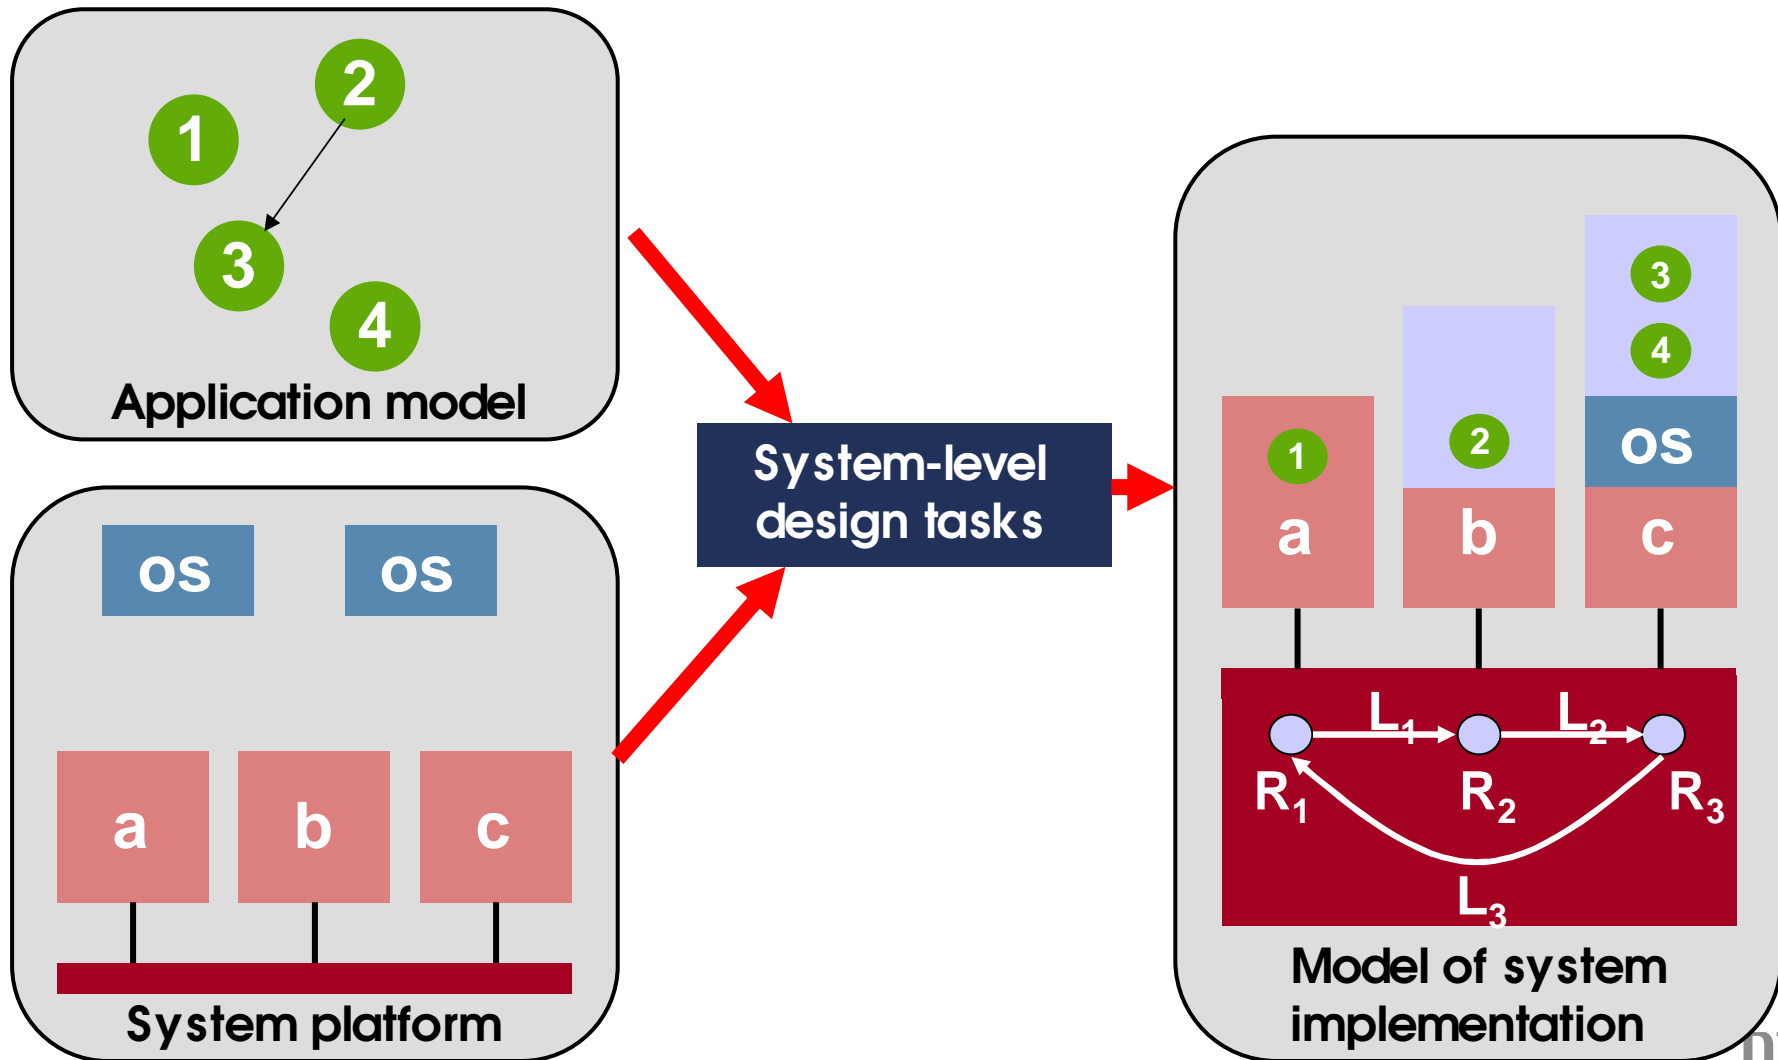 2
1
3
4
Application model
os os
a b c
System platform
System-level
design tasks
3
4
1 2 os
a b c
L1 L2
R1 R2 R3
L3
Model of system
implementation